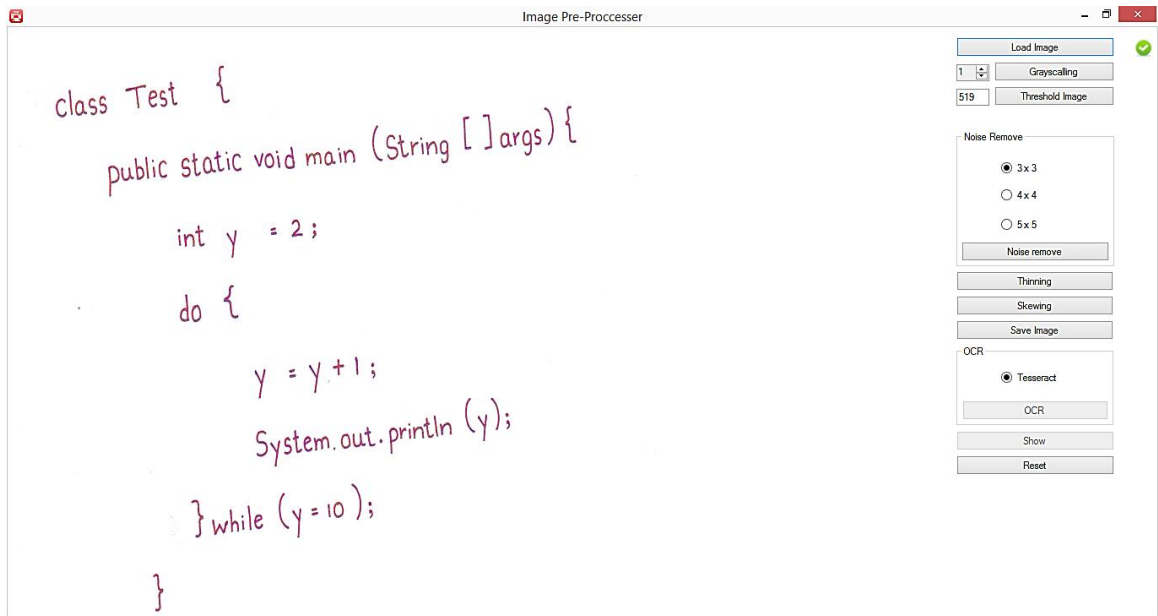 Image Pre-Proccesser
class Test {
public static void main (String [ ] args) {
int y = 2 ;
do {
y = y + 1 ;
System.out.println (y);
} while (y = 10 );
}
Load Image
1 Grayscalling
519 Threshold Image
Noise Remove
3 x 3
4 x 4
5 x 5
Noise remove
Thinning
Skewing
Save Image
OCR
Tesseract
OCR
Show
Reset